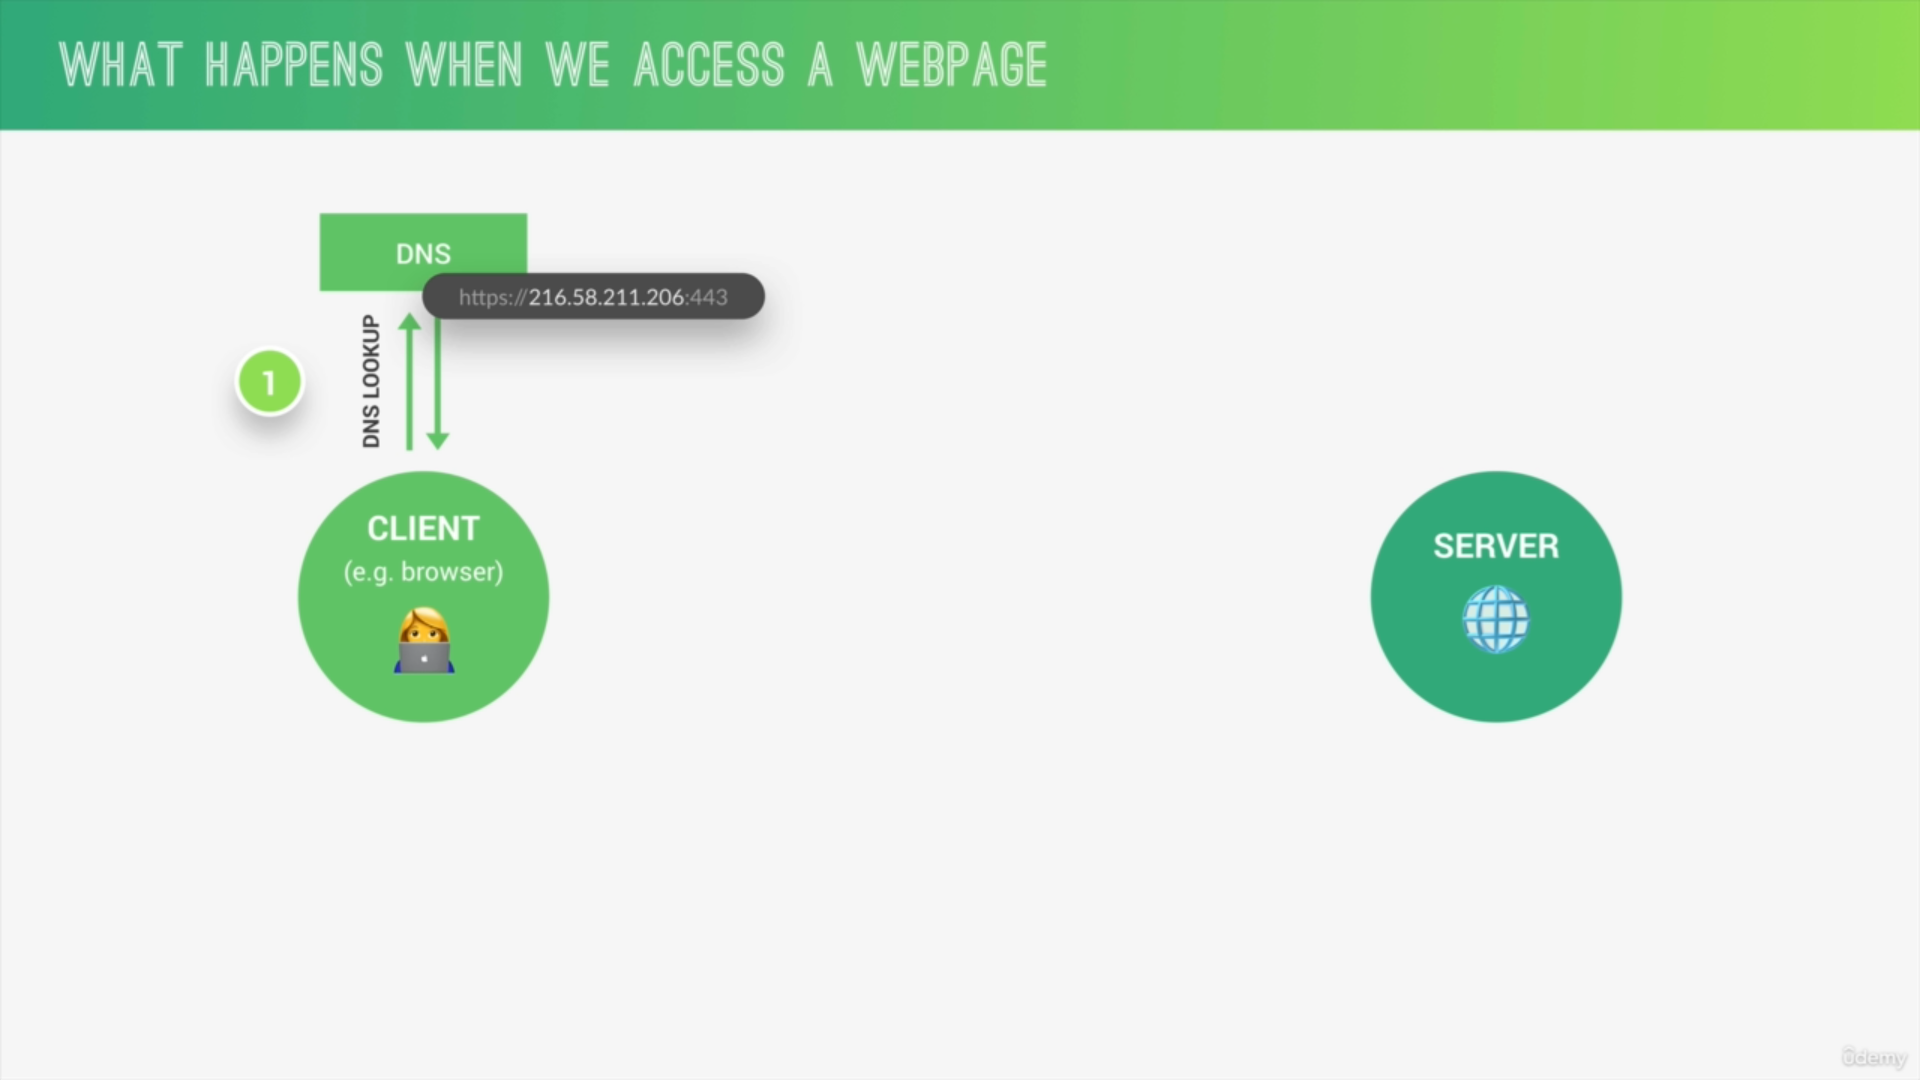 WHAT HAPPENS WHEN WE ACCESS A WEBPAGE
DNS
https://216.58.211.206:443
DNS LOOKUP
1
CLIENT
(e.g. browser)
SERVER
ûdemy